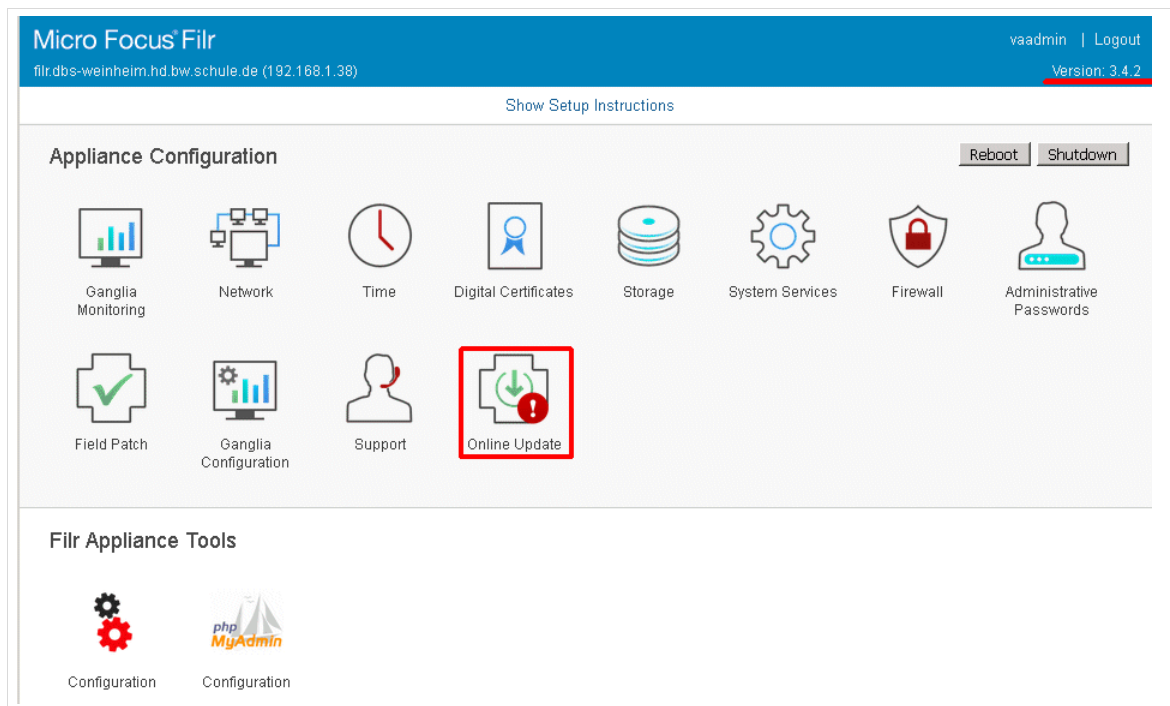 Micro Focus® Filr
vaadmin | Logout
filr.dbs-weinheim.hd.bw.schule.de (192.168.1.38)
Version: 3.4.2
Show Setup Instructions
Appliance Configuration
Reboot
Shutdown
Ganglia Monitoring
Network
Time
Digital Certificates
Storage
System Services
Firewall
Administrative Passwords
Field Patch
Ganglia Configuration
Support
Online Update
Filr Appliance Tools
php
MyAdmin
Configuration
Configuration